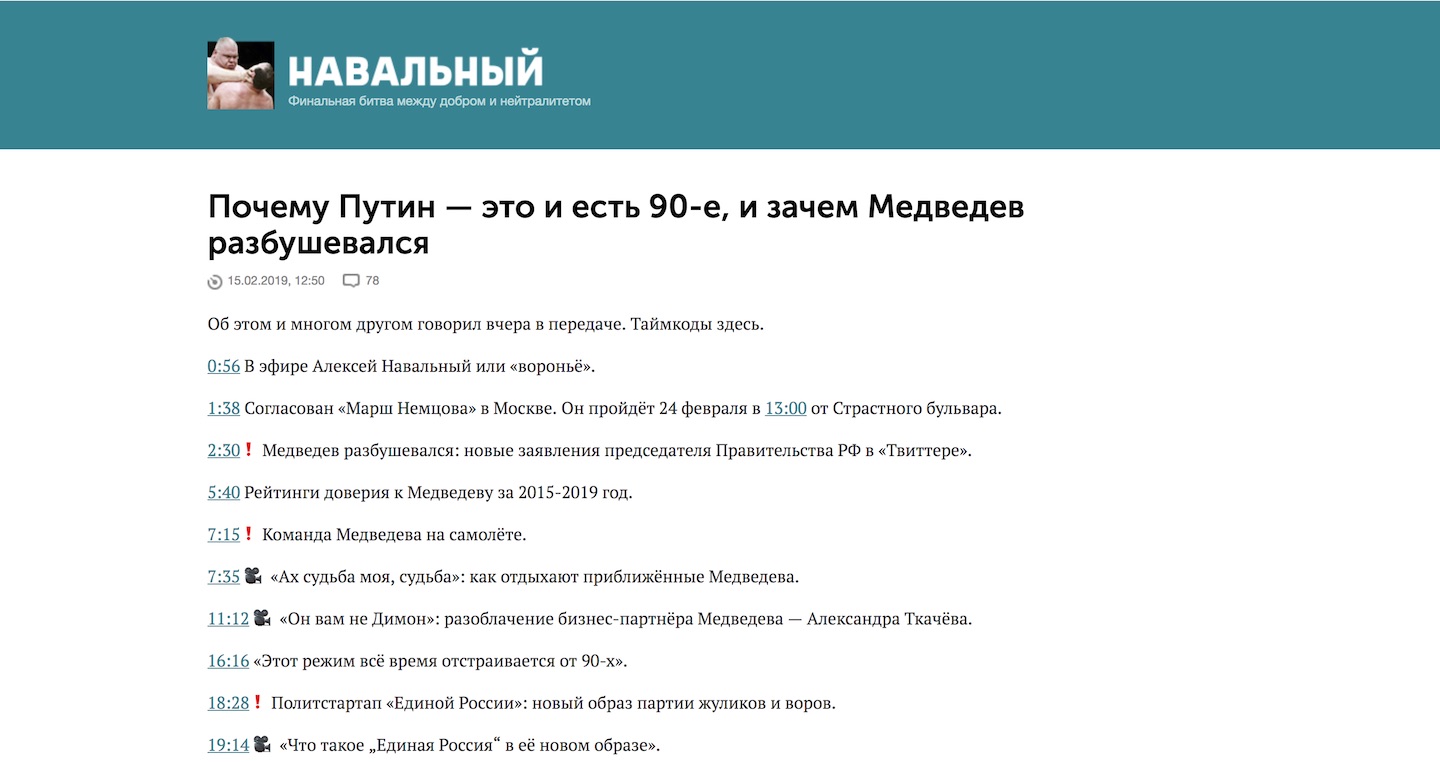 НАВАЛЬНЫЙ
Финальная битва между добром и нейтралитетом
Почему Путин — это и есть 90-е, и зачем Медведев
разбушевался
15.02.2019, 12:50 78
Об этом и многом другом говорил вчера в передаче. Таймкоды здесь.
0:56 В эфире Алексей Навальный или «вороньё».
1:38 Согласован «Марш Немцова» в Москве. Он пройдёт 24 февраля в 13:00 от Страстного бульвара.
2:30❗ Медведев разбушевался: новые заявления председателя Правительства РФ в «Твиттере».
5:40 Рейтинги доверия к Медведеву за 2015-2019 год.
7:15❗ Команда Медведева на самолёте.
7:35🎥 «Ах судьба моя, судьба»: как отдыхают приближённые Медведева.
11:12🎥 «Он вам не Димон»: разоблачение бизнес-партнёра Медведева — Александра Ткачёва.
16:16 «Этот режим всё время отстраивается от 90-х».
18:28❗ Политстартап «Единой России»: новый образ партии жуликов и воров.
19:14🎥 «Что такое „Единая Россия“ в её новом образе».